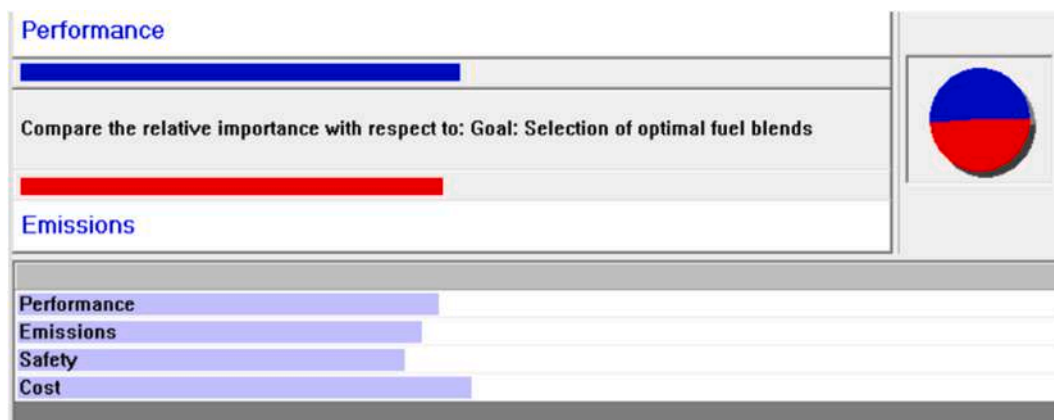 Performance
Compare the relative importance with respect to: Goal: Selection of optimal fuel blends
Emissions
Performance
Emissions
Safety
Cost